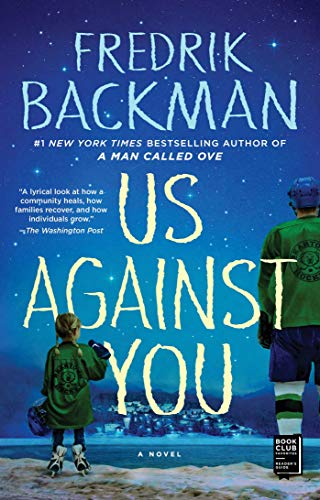 FREDRIK
BACKMAN
#1 NEW YORK TIMES BESTSELLING AUTHOR OF
A MAN CALLED OVE
"A lyrical look at how a
community heals, how
families recover, and how
individuals grow."
—The Washington Post
US
AGAINST
YOU
A NOVEL
BOOK
CLUB
FAVORITES
READER'S
GUIDE